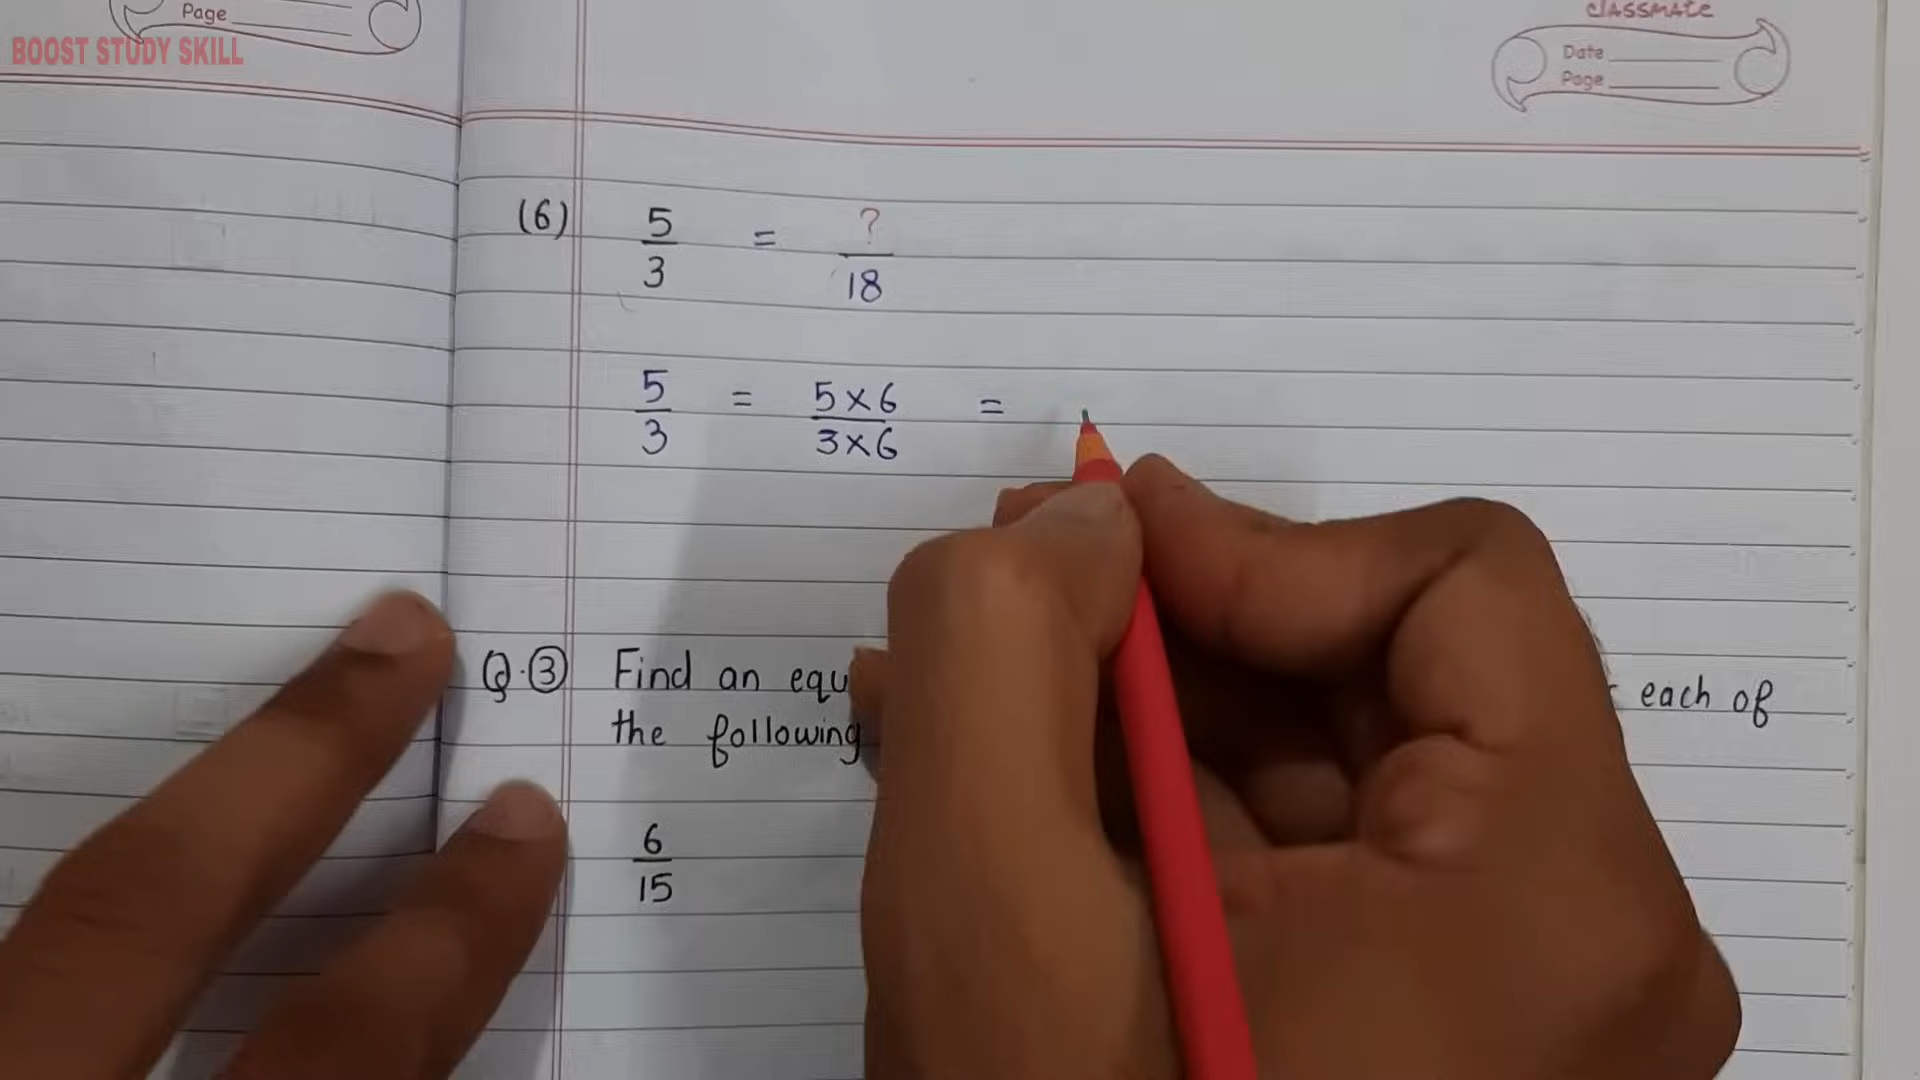 Page
BOOST STUDY SKILL
classmate
Date
Page
(6) 5/3 = ?/18
5/3 = 5×6/3×6 =
Q.③ Find an each of
the following
6/15